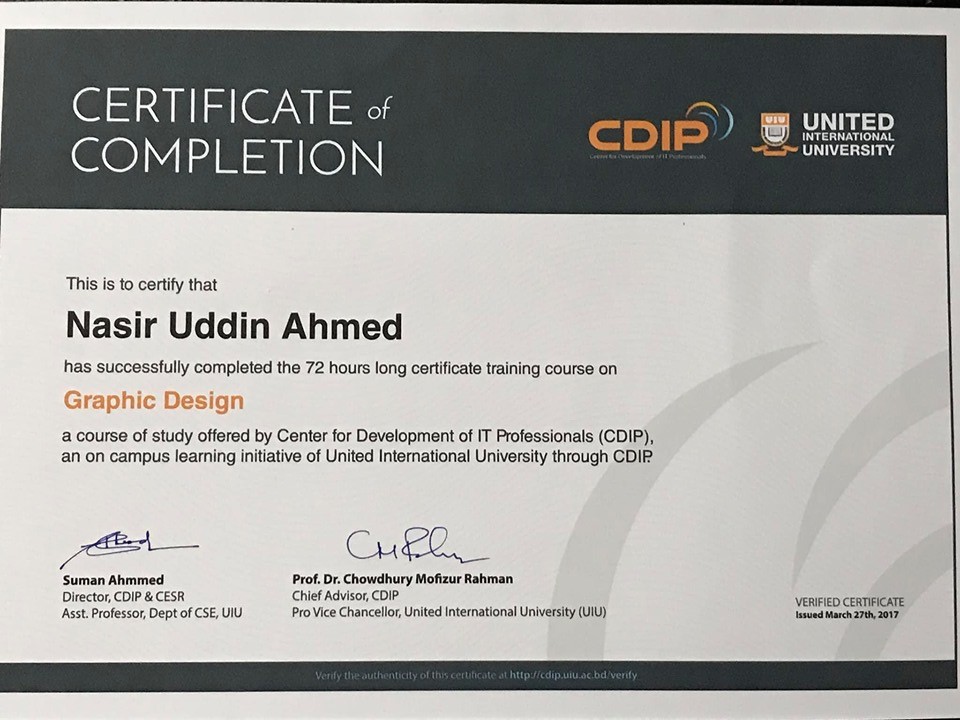 CERTIFICATE of
COMPLETION
CDIP
Center for Development of IT Professionals
UIU
UNITED
INTERNATIONAL
UNIVERSITY
This is to certify that
Nasir Uddin Ahmed
has successfully completed the 72 hours long certificate training course on
Graphic Design
a course of study offered by Center for Development of IT Professionals (CDIP),
an on campus learning initiative of United International University through CDIP.
Suman Ahmmed
Director, CDIP & CESR
Asst. Professor, Dept of CSE, UIU
Prof. Dr. Chowdhury Mofizur Rahman
Chief Advisor, CDIP
Pro Vice Chancellor, United International University (UIU)
VERIFIED CERTIFICATE
Issued March 27th, 2017
Verify the authenticity of this certificate at http://cdip.uiu.ac.bd/verify